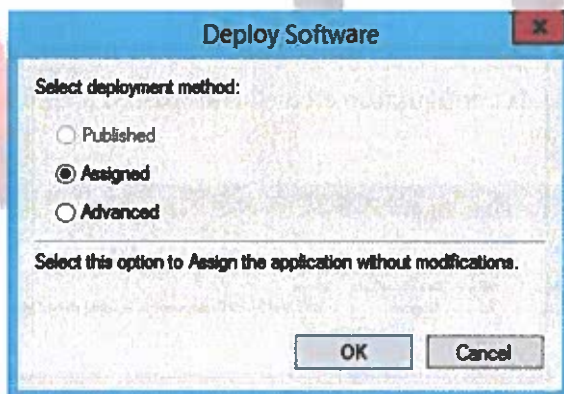 Deploy Software
x
Select deployment method:
Published
Assigned
Advanced
Select this option to Assign the application without modifications.
OK
Cancel